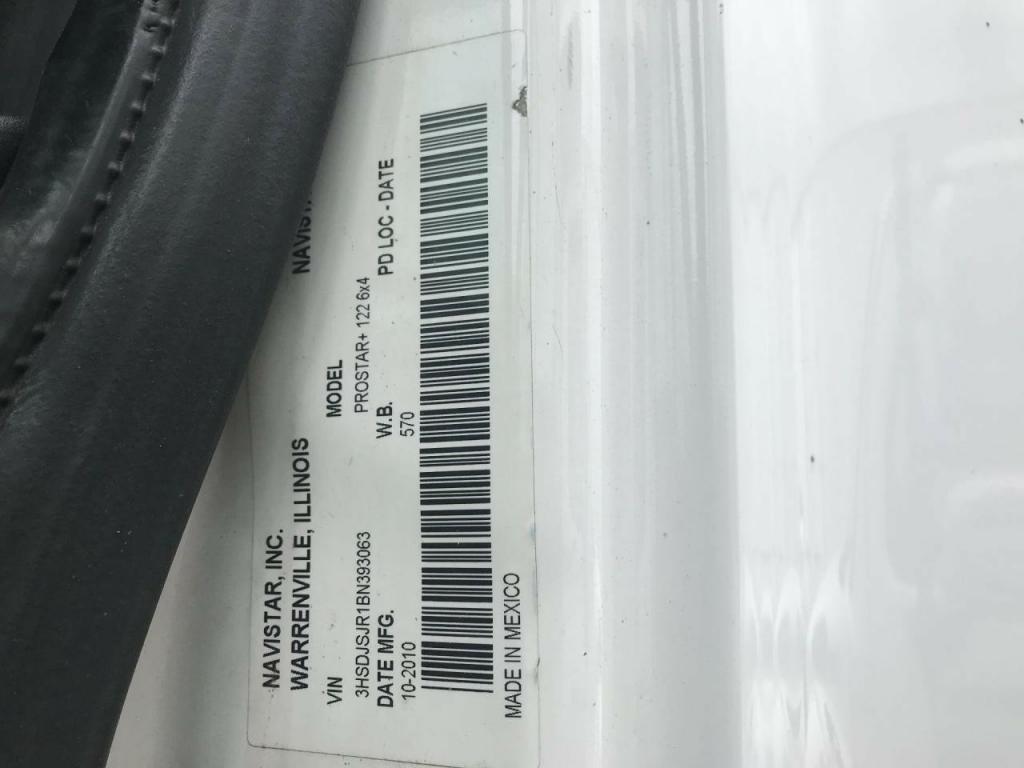 NAVISTAR, INC.
WARRENVILLE, ILLINOIS
VIN MODEL
3HSDJSJR1BN393063 PROSTAR+ 122 6x4
DATE MFG. W.B. PD LOC - DATE
10-2010 570
MADE IN MEXICO